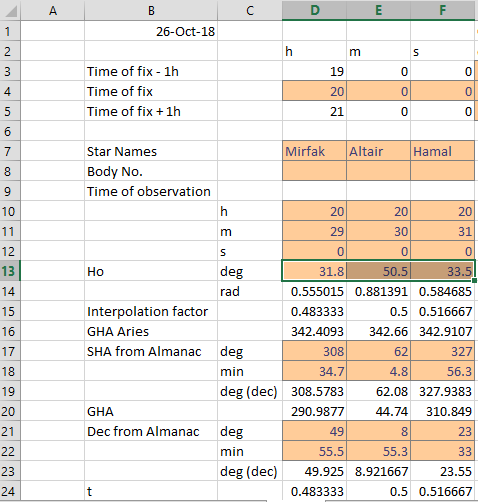 A B C D E F
1 26-Oct-18
2 h m s
3 Time of fix - 1h 19 0 0
4 Time of fix 20 0 0
5 Time of fix + 1h 21 0 0
6
7 Star Names Mirfak Altair Hamal
8 Body No.
9 Time of observation
10 h 20 20 20
11 m 29 30 31
12 s 0 0 0
13 Ho deg 31.8 50.5 33.5
14 rad 0.555015 0.881391 0.584685
15 Interpolation factor 0.483333 0.5 0.516667
16 GHA Aries 342.4093 342.66 342.9107
17 SHA from Almanac deg 308 62 327
18 min 34.7 4.8 56.3
19 deg (dec) 308.5783 62.08 327.9383
20 GHA 290.9877 44.74 310.849
21 Dec from Almanac deg 49 8 23
22 min 55.5 55.3 33
23 deg (dec) 49.925 8.921667 23.55
24 t 0.483333 0.5 0.516667